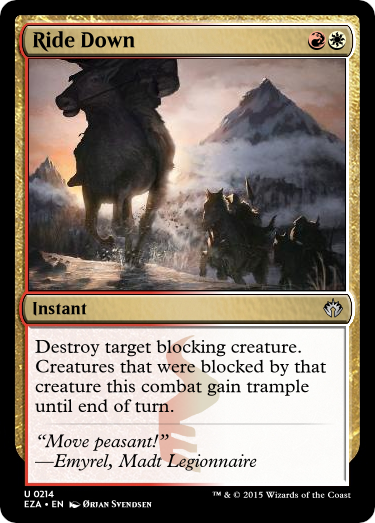 Ride Down
Instant
Destroy target blocking creature.
Creatures that were blocked by that
creature this combat gain trample
until end of turn.
“Move peasant!”
—Emyrel, Madt Legionnaire
U 0214
EZA • EN Ørjan Svendsen
™ & © 2015 Wizards of the Coast